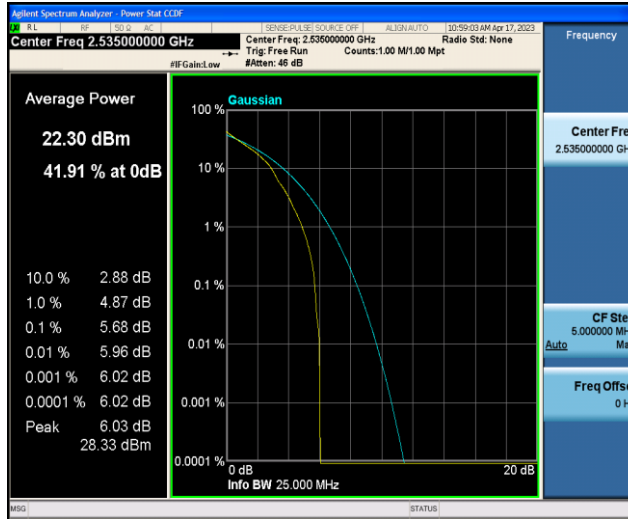 Agilent Spectrum Analyzer - Power Stat CCDF
RL RF 50 Ω AC SENSE:PULSE SOURCE OFF ALIGN AUTO 10:59:03 AM Apr 17, 2023
Center Freq 2.535000000 GHz
Center Freq: 2.535000000 GHz Radio Std: None
Trig: Free Run Counts:1.00 M/1.00 Mpt
#IFGain:Low #Atten: 46 dB
Frequency
Average Power
22.30 dBm
41.91 % at 0dB
10.0 % 2.88 dB
1.0 % 4.87 dB
0.1 % 5.68 dB
0.01 % 5.96 dB
0.001 % 6.02 dB
0.0001 % 6.02 dB
Peak 6.03 dB
28.33 dBm
Gaussian
100 %
10 %
1 %
0.1 %
0.01 %
0.001 %
0.0001 %
0 dB 20 dB
Info BW 25.000 MHz
Center Fre
2.535000000 GH
CF Ste
5.000000 MH
Auto Ma
Freq Offse
0 H
MSG STATUS